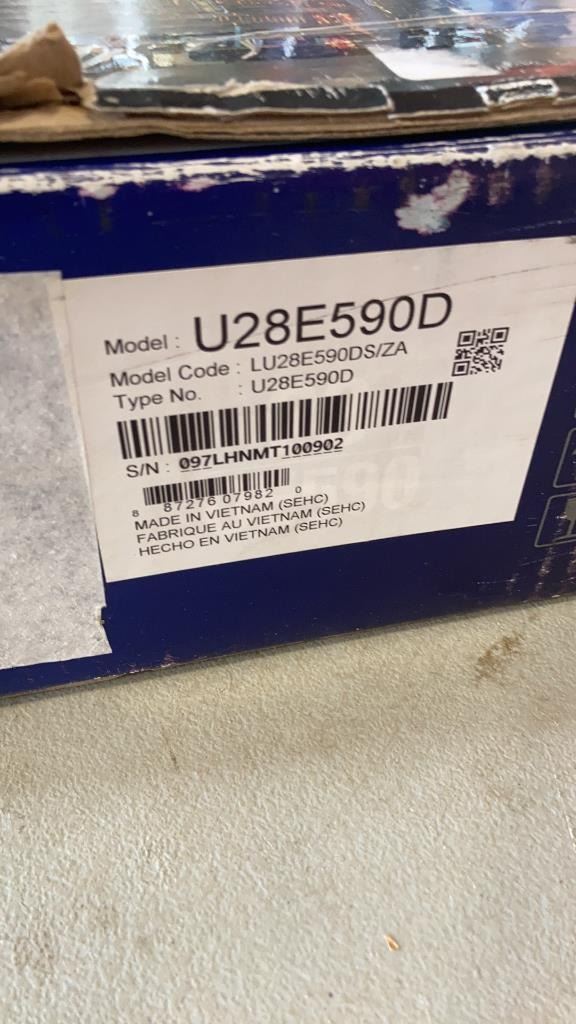 Model : U28E590D
Model Code : LU28E590DS/ZA
Type No. : U28E590D
S/N : 097LHNMT100902
8 87276 07982 0
MADE IN VIETNAM (SEHC)
FABRIQUE AU VIETNAM (SEHC)
HECHO EN VIETNAM (SEHC)